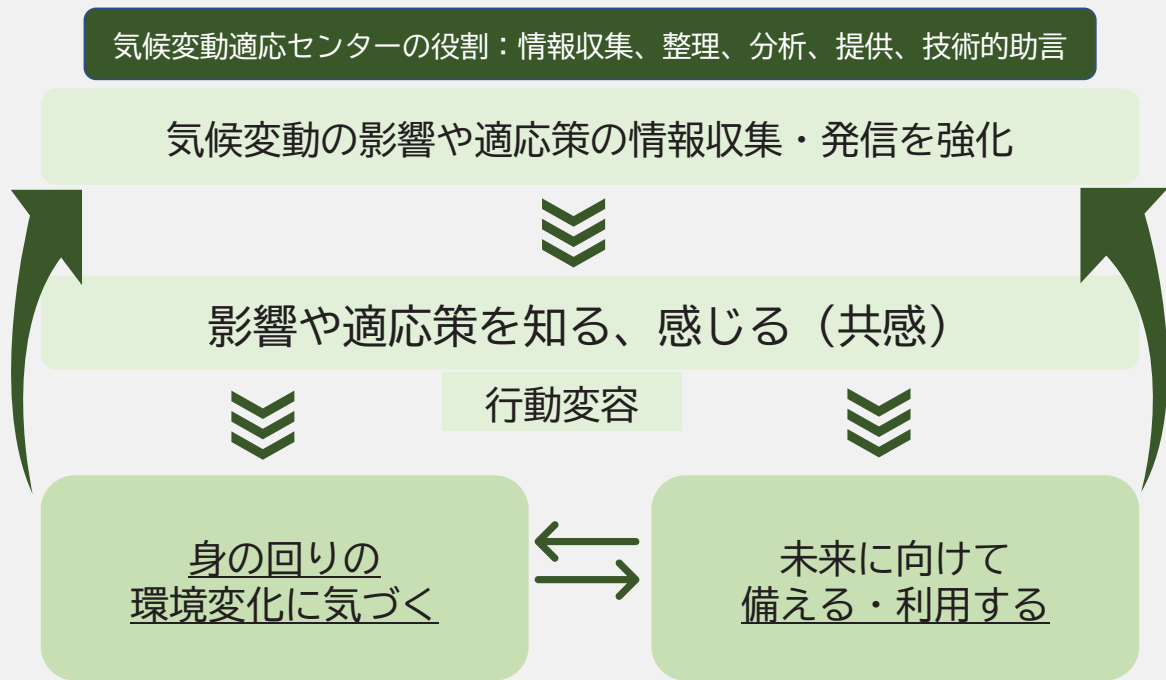 気候変動適応センターの役割：情報収集、整理、分析、提供、技術的助言
気候変動の影響や適応策の情報収集・発信を強化
影響や適応策を知る、感じる（共感）
行動変容
身の回りの
環境変化に気づく
未来に向けて
備える・利用する